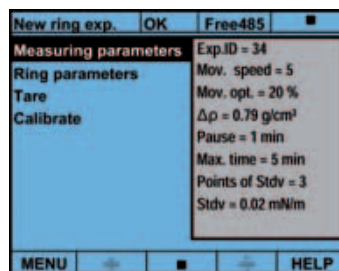 New ring exp. OK Free485
Measuring parameters
Ring parameters
Tare
Calibrate
Exp.ID = 34
Mov. speed = 5
Mov. opt. = 20 %
Δρ = 0.79 g/cm³
Pause = 1 min
Max. time = 5 min
Points of Stdv = 3
Stdv = 0.02 mN/m
MENU HELP